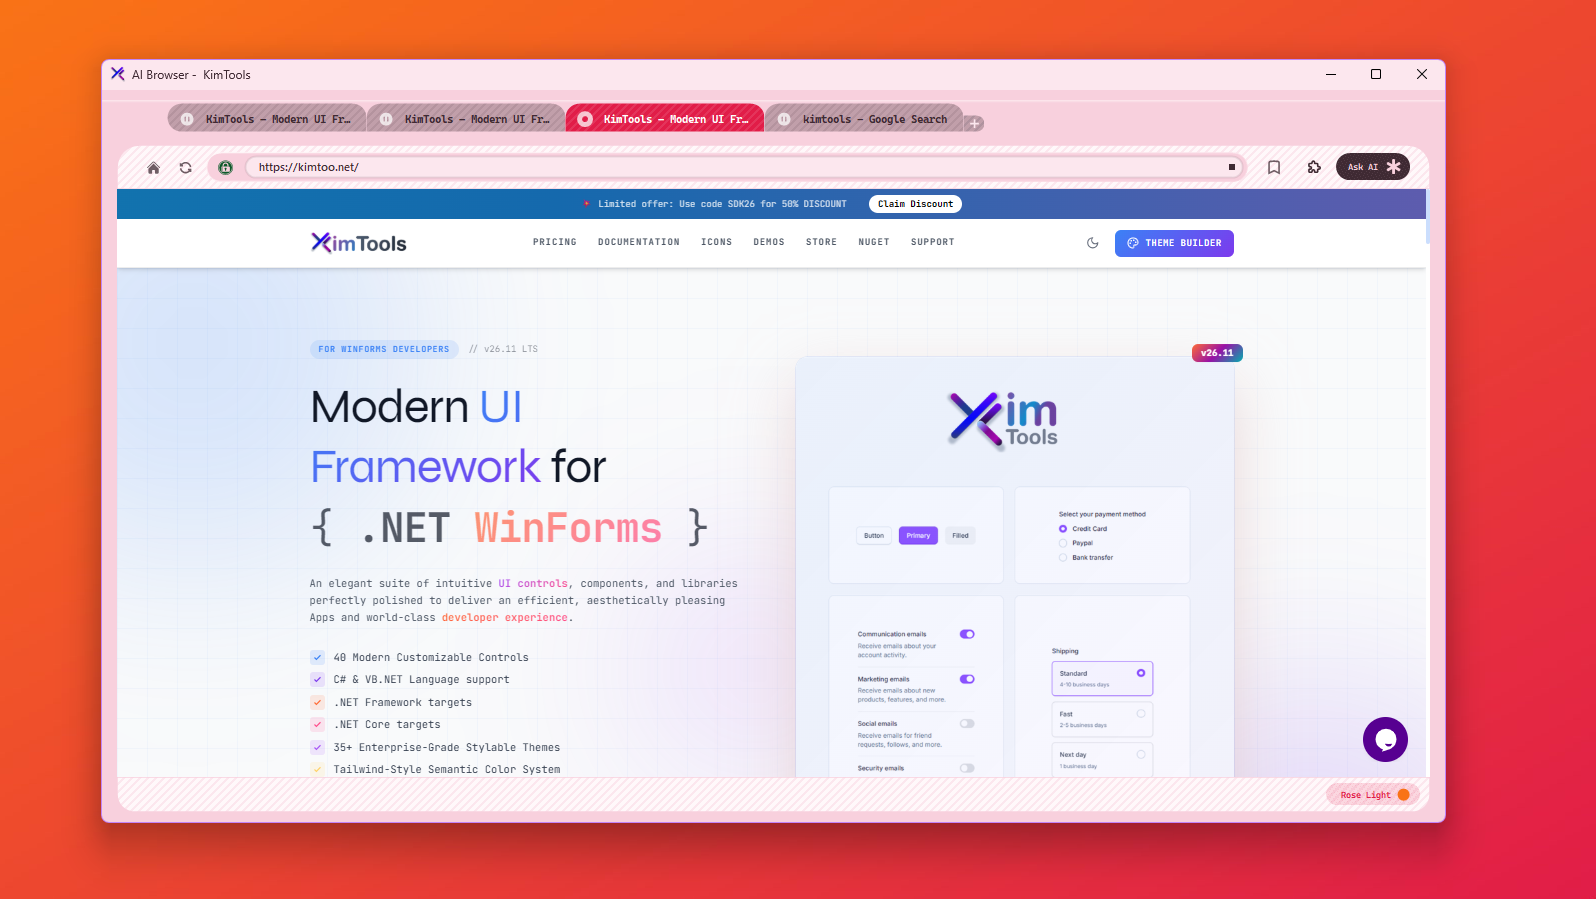 AI Browser - KimTools
KimTools – Modern UI Fr…
KimTools – Modern UI Fr…
KimTools – Modern UI Fr…
kimtools – Google Search
https://kimtoo.net/
Ask AI
Limited offer: Use code SDK26 for 50% DISCOUNT
Claim Discount
KimTools
PRICING
DOCUMENTATION
ICONS
DEMOS
STORE
NUGET
SUPPORT
THEME BUILDER
FOR WINFORMS DEVELOPERS
// v26.11 LTS
Modern UI
Framework for
{ .NET WinForms }
An elegant suite of intuitive UI controls, components, and libraries
perfectly polished to deliver an efficient, aesthetically pleasing
Apps and world-class developer experience.
40 Modern Customizable Controls
C# & VB.NET Language support
.NET Framework targets
.NET Core targets
35+ Enterprise-Grade Stylable Themes
Tailwind-Style Semantic Color System
v26.11
Kim
Tools
Button
Primary
Filled
Select your payment method
Credit Card
Paypal
Bank transfer
Communication emails
Receive emails about your
account activity.
Marketing emails
Receive emails about new
products, features, and more.
Social emails
Receive emails for friend
requests, follows, and more.
Security emails
Shipping
Standard
4-10 business days
Fast
2-5 business days
Next day
1 business day
Rose Light